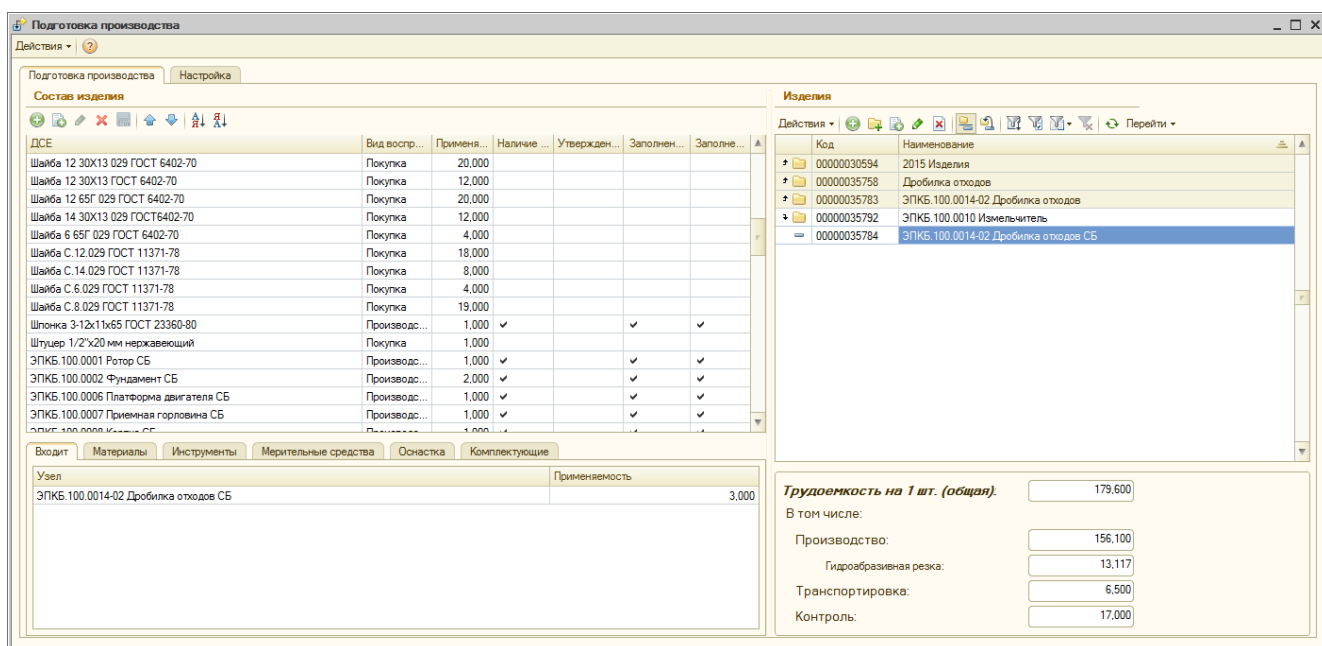 Подготовка производства
Действия
Подготовка производства Настройка
Состав изделия
ДСЕ Вид воспр... Применя... Наличие ... Утвержден... Заполнен... Заполне...
Шайба 12 30Х13 029 ГОСТ 6402-70 Покупка 20,000
Шайба 12 30Х13 ГОСТ 6402-70 Покупка 12,000
Шайба 12 65Г 029 ГОСТ 6402-70 Покупка 20,000
Шайба 14 30Х13 029 ГОСТ6402-70 Покупка 12,000
Шайба 6 65Г 029 ГОСТ 6402-70 Покупка 4,000
Шайба С.12.029 ГОСТ 11371-78 Покупка 18,000
Шайба С.14.029 ГОСТ 11371-78 Покупка 8,000
Шайба С.6.029 ГОСТ 11371-78 Покупка 4,000
Шайба С.8.029 ГОСТ 11371-78 Покупка 19,000
Шпонка 3-12х11х65 ГОСТ 23360-80 Производс... 1,000
Штуцер 1/2"х20 мм нержавеющий Покупка 1,000
ЭПКБ.100.0001 Ротор СБ Производс... 1,000
ЭПКБ.100.0002 Фундамент СБ Производс... 2,000
ЭПКБ.100.0006 Платформа двигателя СБ Производс... 1,000
ЭПКБ.100.0007 Приемная горловина СБ Производс... 1,000
Входит Материалы Инструменты Мерительные средства Оснастка Комплектующие
Узел Применяемость
ЭПКБ.100.0014-02 Дробилка отходов СБ 3,000
Изделия
Действия Перейти
Код Наименование
00000030594 2015 Изделия
00000035758 Дробилка отходов
00000035783 ЭПКБ.100.0014-02 Дробилка отходов
00000035792 ЭПКБ.100.0010 Измельчитель
00000035784 ЭПКБ.100.0014-02 Дробилка отходов СБ
Трудоемкость на 1 шт. (общая): 179,600
В том числе:
Производство: 156,100
Гидроабразивная резка: 13,117
Транспортировка: 6,500
Контроль: 17,000